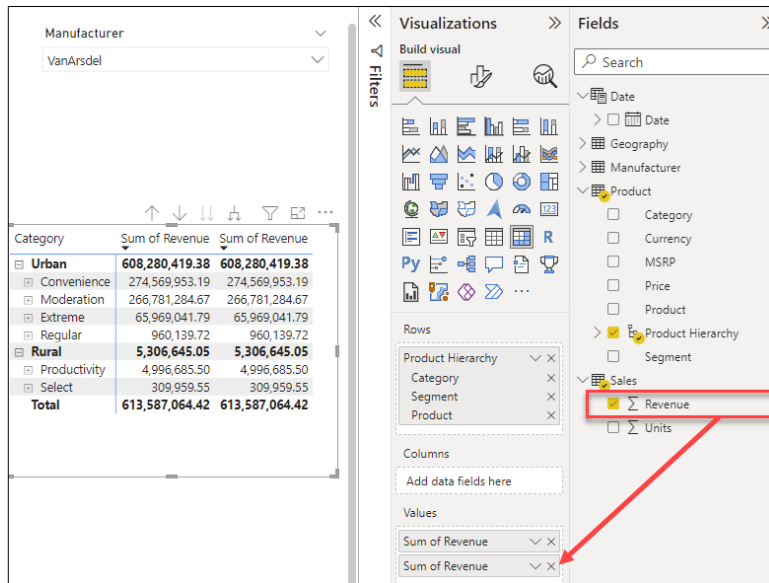 Manufacturer
VanArsdel
Category Sum of Revenue Sum of Revenue
Urban 608,280,419.38 608,280,419.38
Convenience 274,569,953.19 274,569,953.19
Moderation 266,781,284.67 266,781,284.67
Extreme 65,969,041.79 65,969,041.79
Regular 960,139.72 960,139.72
Rural 5,306,645.05 5,306,645.05
Productivity 4,996,685.50 4,996,685.50
Select 309,959.55 309,959.55
Total 613,587,064.42 613,587,064.42
Filters
Visualizations
Build visual
123
R
Py
Rows
Product Hierarchy
Category
Segment
Product
Columns
Add data fields here
Values
Sum of Revenue
Sum of Revenue
Fields
Search
Date
Date
Geography
Manufacturer
Product
Category
Currency
MSRP
Price
Product
Product Hierarchy
Segment
Sales
Revenue
Units